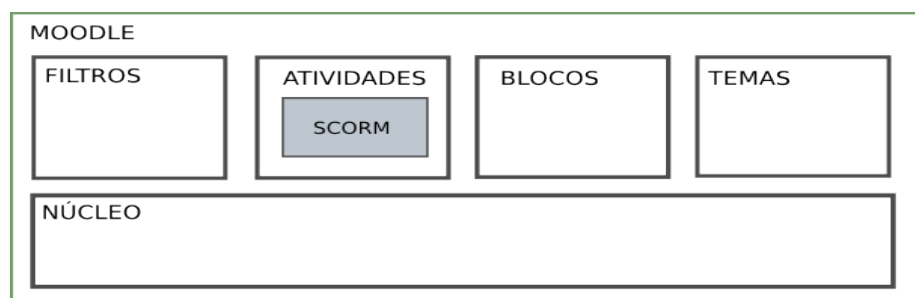 MOODLE
FILTROS
ATIVIDADES
SCORM
BLOCOS
TEMAS
NÚCLEO